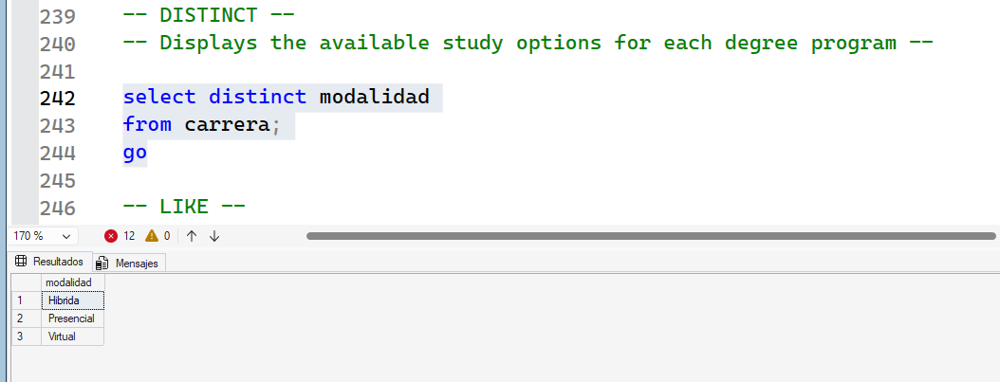 239 -- DISTINCT --
240 -- Displays the available study options for each degree program --
241
242 select distinct modalidad
243 from carrera;
244 go
245
246 -- LIKE --
170 % 12 0
Resultados Mensajes
modalidad
1 Híbrida
2 Presencial
3 Virtual